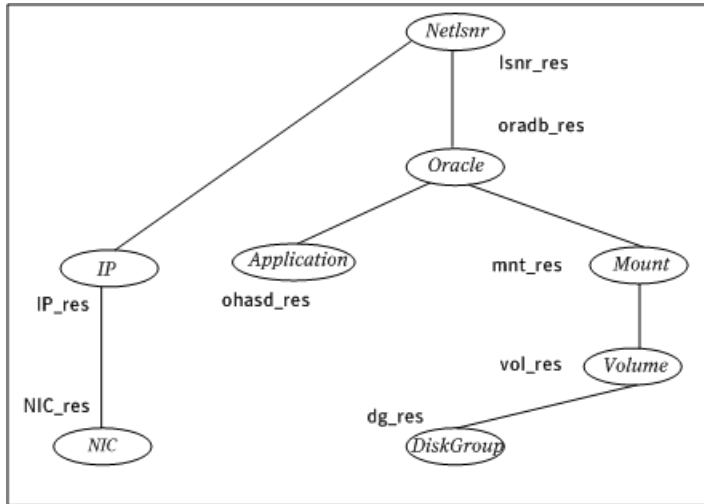 Netlsnr
lsnr_res
oradb_res
Oracle
IP
Application
mnt_res
Mount
IP_res
ohasd_res
vol_res
Volume
NIC_res
dg_res
NIC
DiskGroup